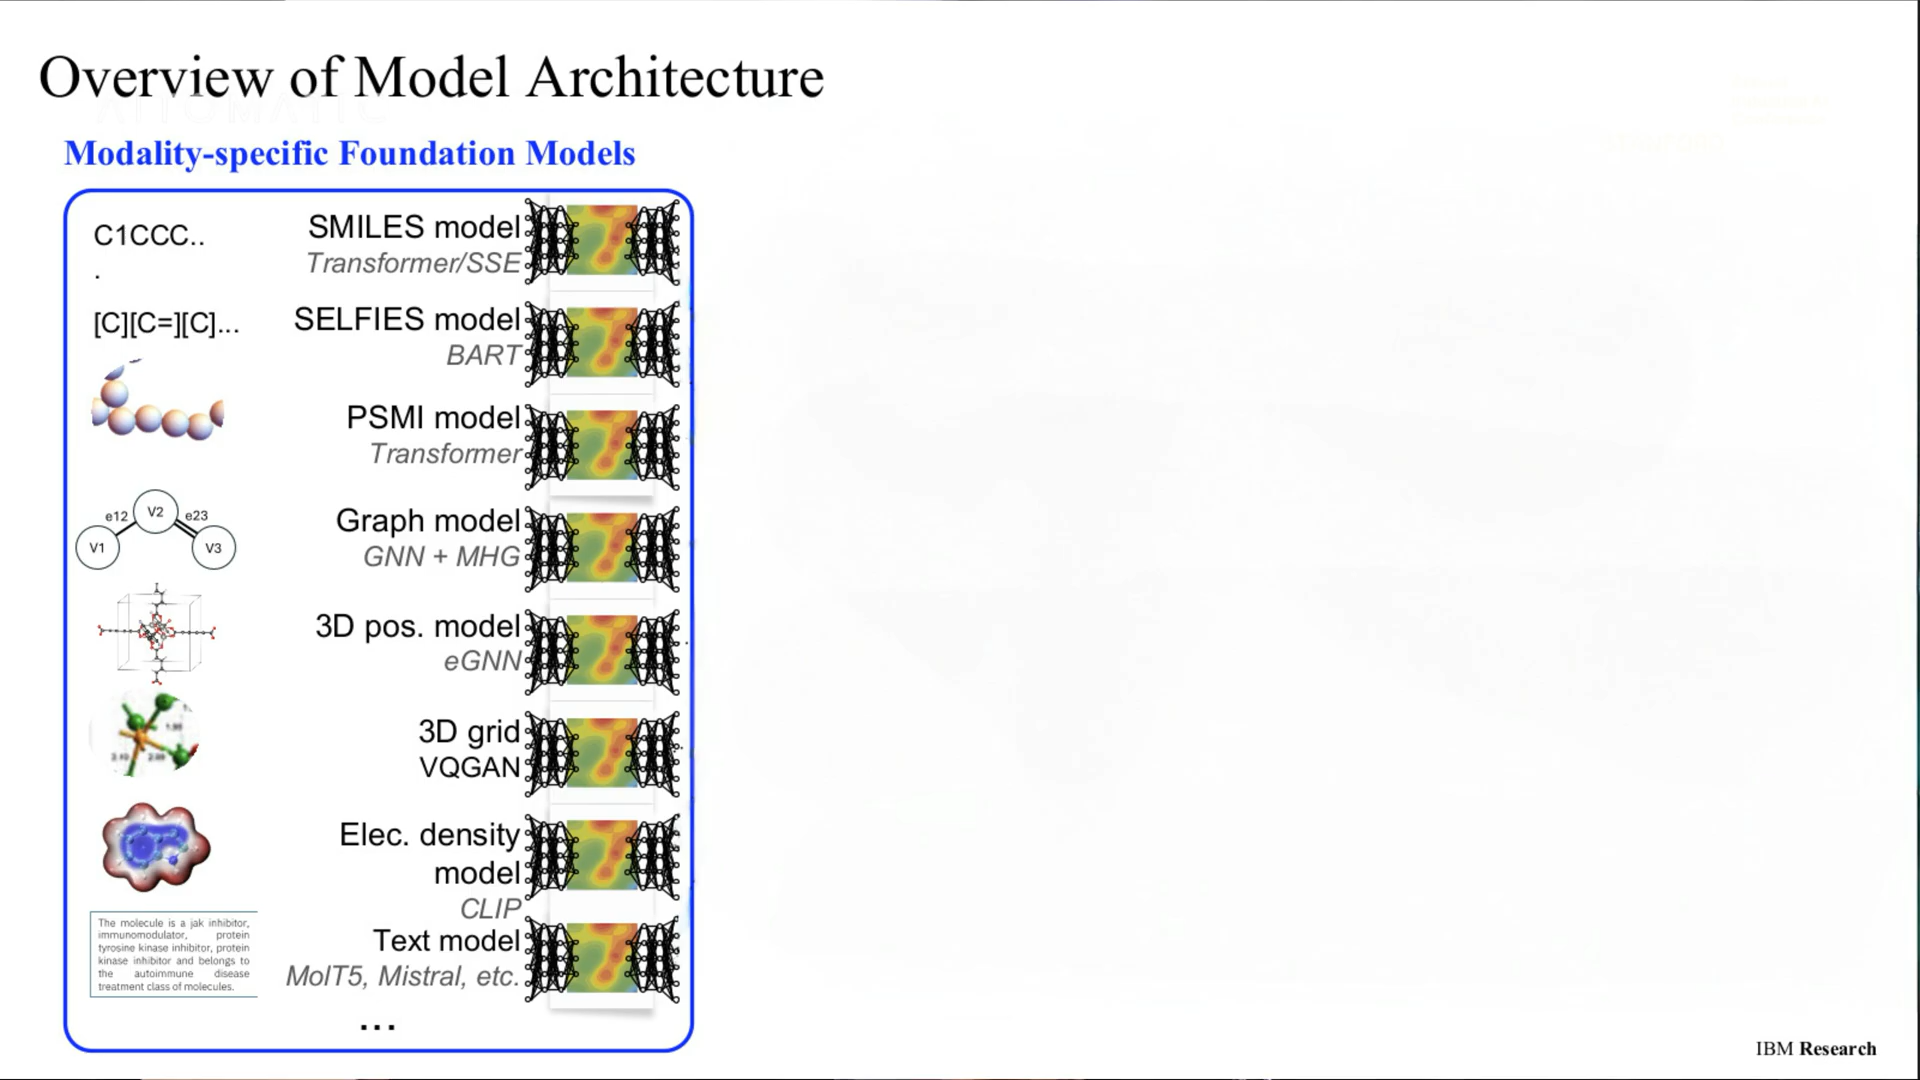 Overview of Model Architecture
Modality-specific Foundation Models
C1CCC..
.
SMILES model
Transformer/SSE
[C][C=][C]...
SELFIES model
BART
PSMI model
Transformer
V1
e12
V2
e23
V3
Graph model
GNN + MHG
3D pos. model
eGNN
3D grid
VQGAN
Elec. density
model
CLIP
The molecule is a jak inhibitor,
immunomodulator, protein
tyrosine kinase inhibitor, protein
kinase inhibitor and belongs to
the autoimmune disease
treatment class of molecules.
Text model
MolT5, Mistral, etc.
...
IBM Research